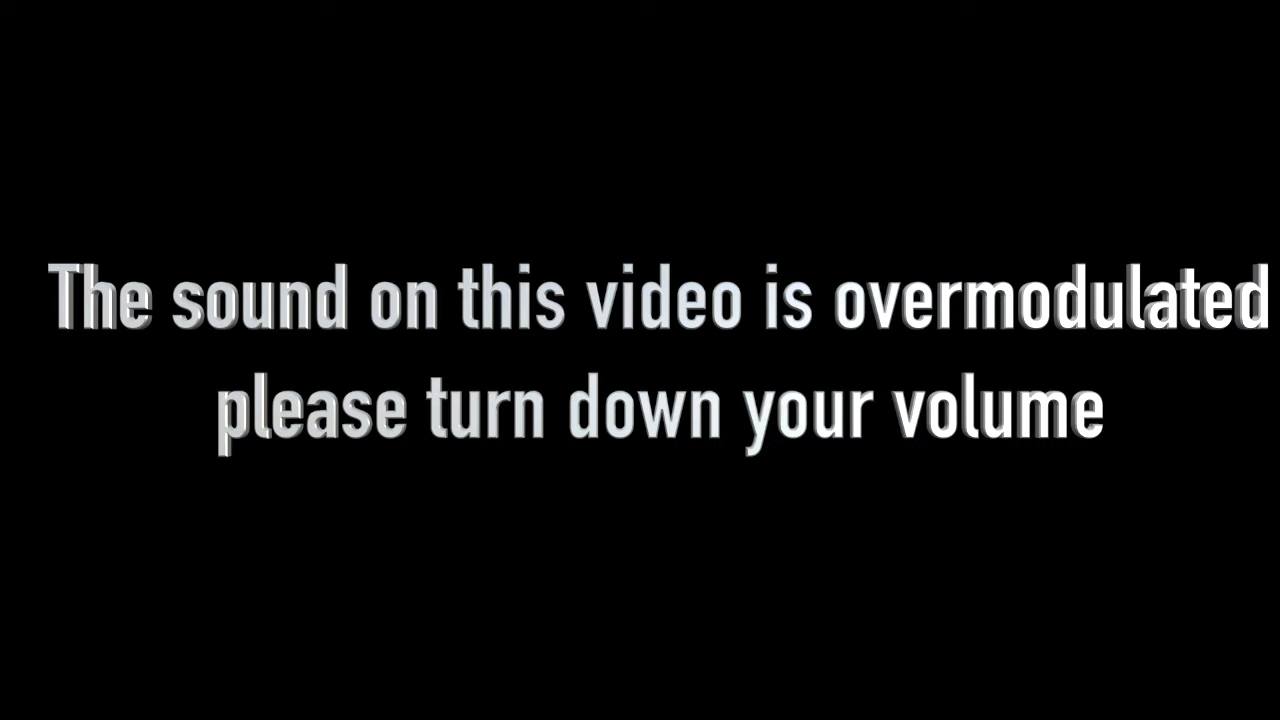 The sound on this video is overmodulated
please turn down your volume